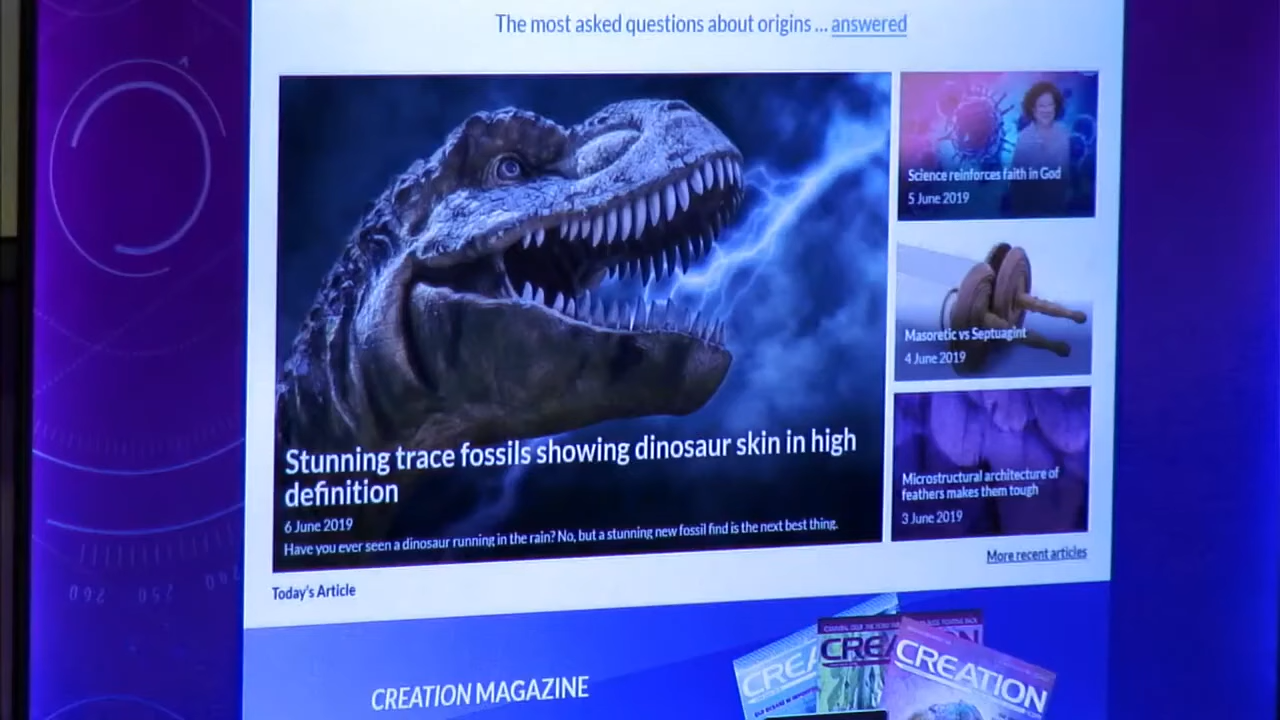 The most asked questions about origins ... answered
Science reinforces faith in God
5 June 2019
Masoretic vs Septuagint
4 June 2019
Stunning trace fossils showing dinosaur skin in high
definition
6 June 2019
Have you ever seen a dinosaur running in the rain? No, but a stunning new fossil find is the next best thing.
Microstructural architecture of
feathers makes them tough
3 June 2019
More recent articles
Today's Article
CREATION MAGAZINE
CREA
CREA
CREATION